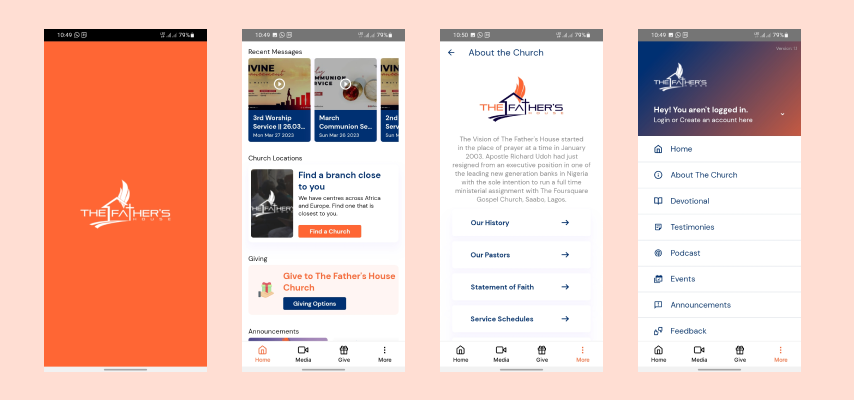 10:49
79%
THE FATHER'S
HOUSE
10:49
79%
Recent Messages
VINE
3rd Worship
Service || 26.03...
Mon Mar 27 2023
MMUNION
RVICE
March
Communion Se...
Sun Mar 26 2023
DIVINE
2nd
Serv
Sun M
Church Locations
THE FATHER'S
Find a branch close
to you
We have centres across Africa
and Europe. Find one that is
closest to you.
Find a Church
Giving
Give to The Father's House
Church
Giving Options
Announcements
Home
Media
Give
More
10:50
79%
About the Church
THE FATHER'S
HOUSE
The Vision of The Father's House started
in the place of prayer at a time in January
2003. Apostle Richard Udoh had just
resigned from an executive position in one of
the leading new generation banks in Nigeria
with the sole intention to run a full time
ministerial assignment with The Foursquare
Gospel Church, Saabo, Lagos.
Our History
Our Pastors
Statement of Faith
Service Schedules
Home
Media
Give
More
10:49
79%
THE FATHER'S
HOUSE
Hey! You aren't logged in.
Login or Create an account here
Home
About The Church
Devotional
Testimonies
Podcast
Events
Announcements
Feedback
Home
Media
Give
More